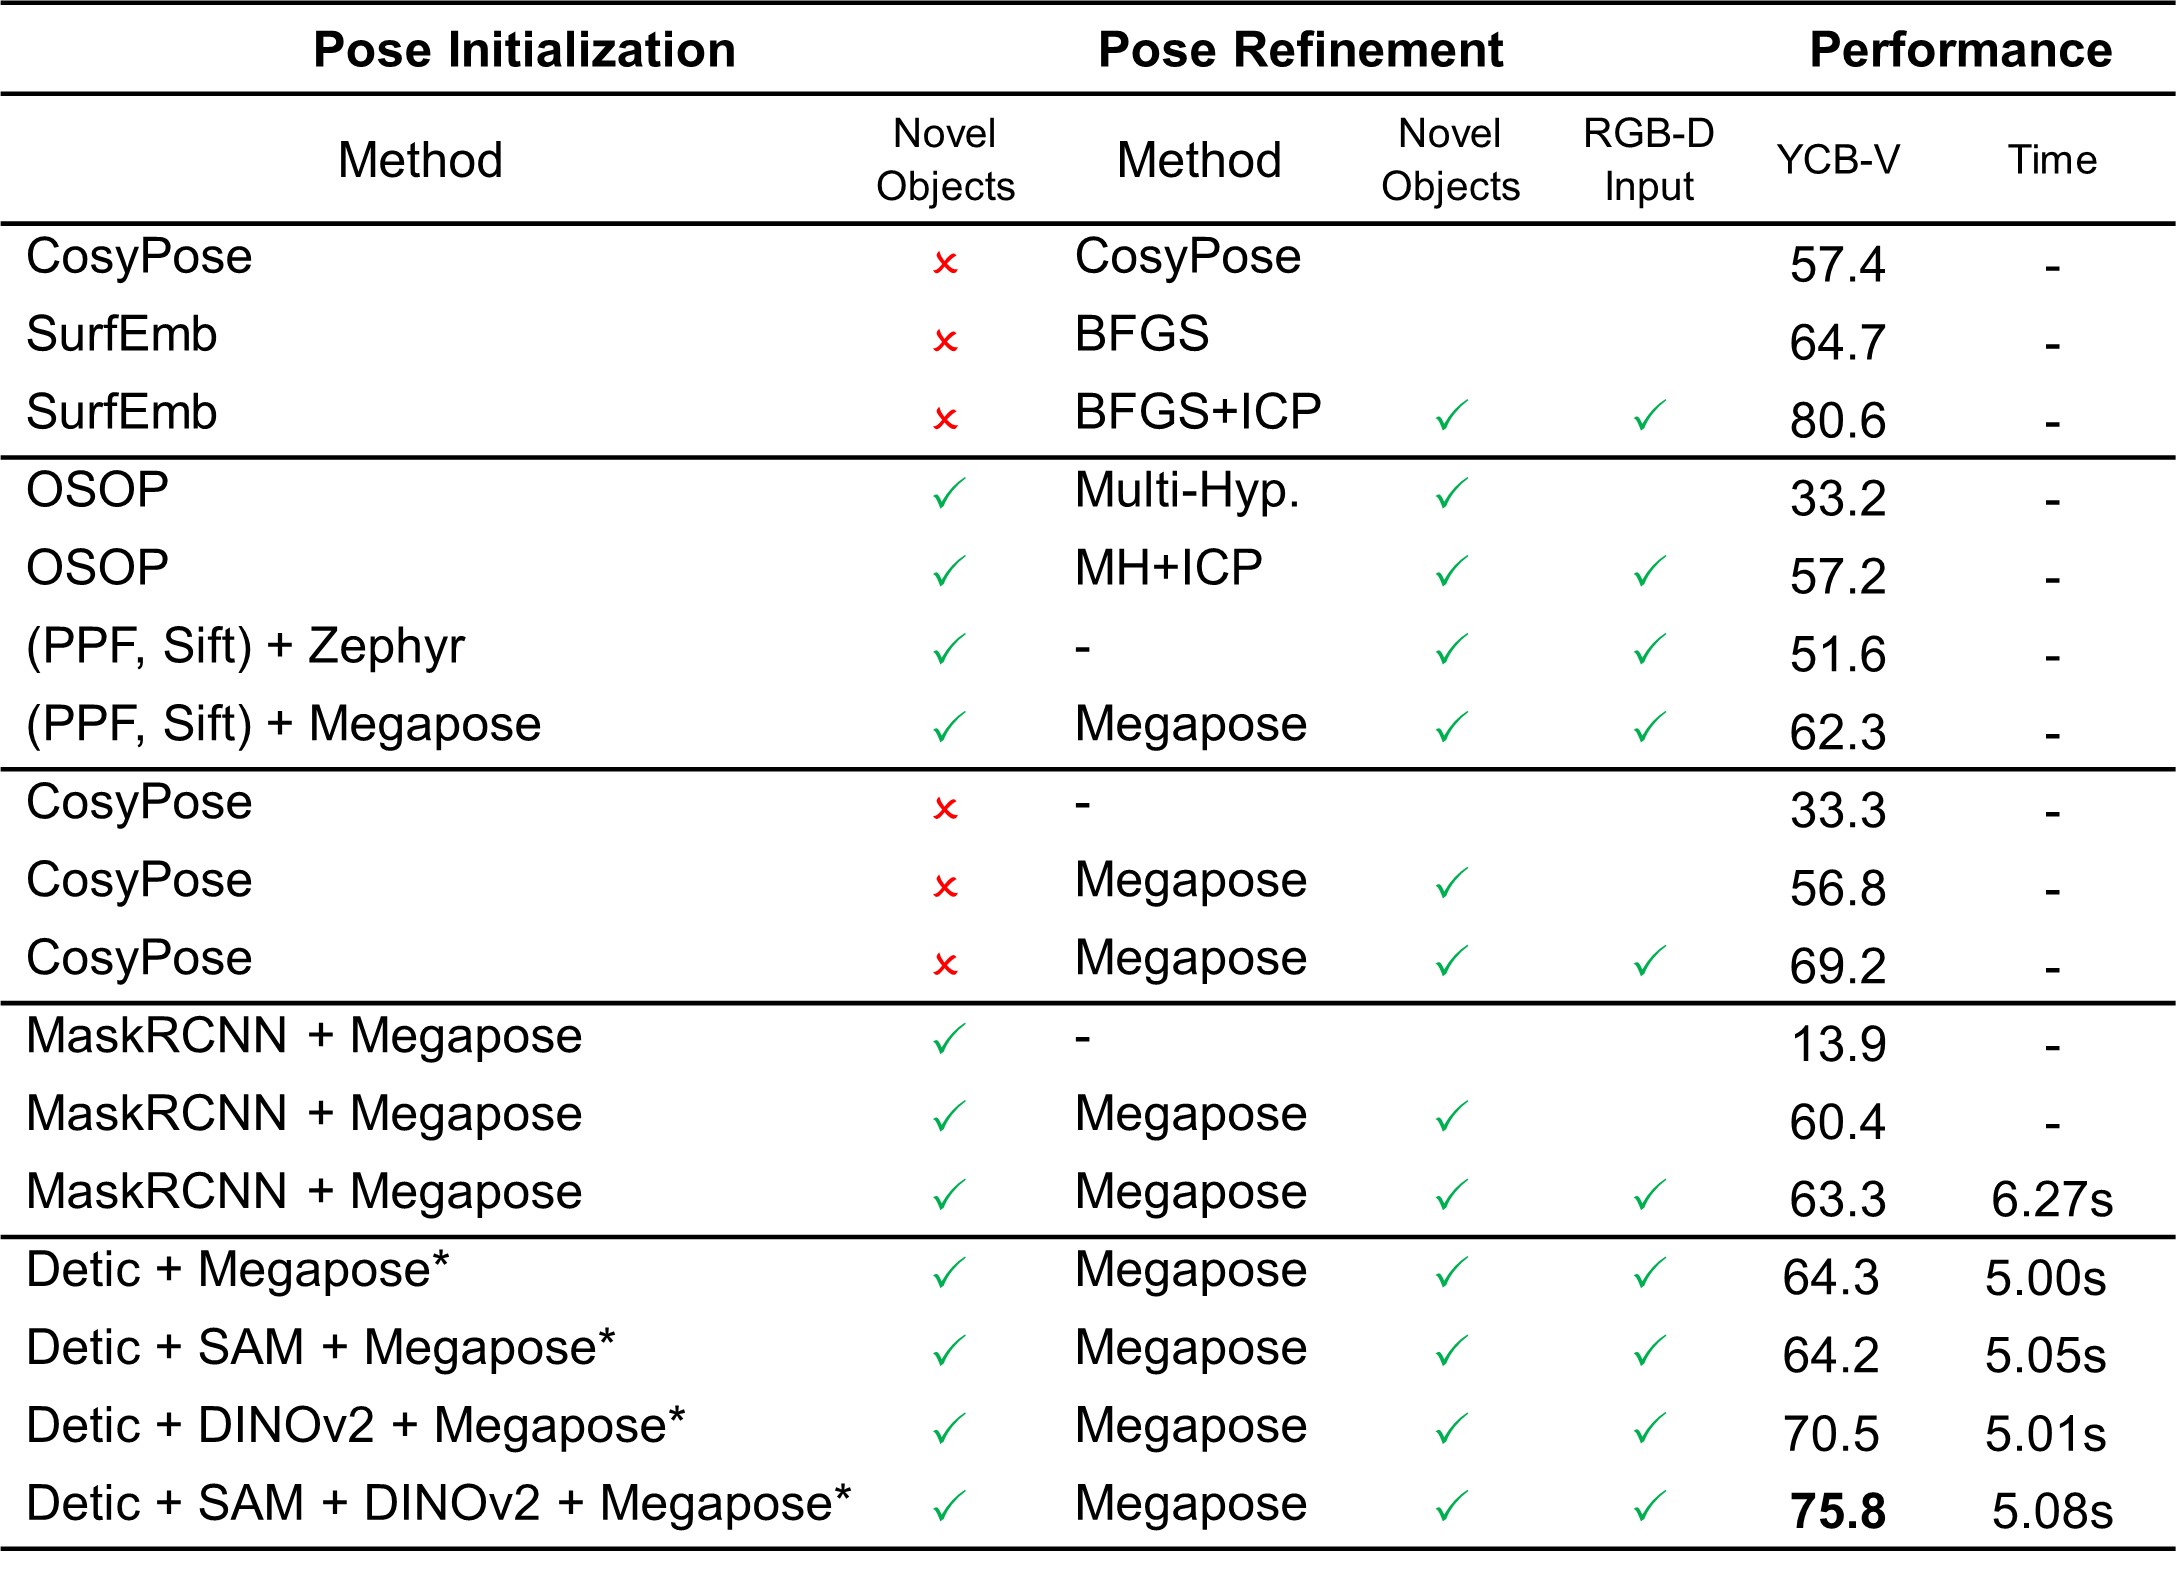 Pose Initialization Pose Refinement Performance
Method Novel Objects Method Novel Objects RGB-D Input YCB-V Time
CosyPose ✗ CosyPose 57.4 -
SurfEmb ✗ BFGS 64.7 -
SurfEmb ✗ BFGS+ICP ✓ ✓ 80.6 -
OSOP ✓ Multi-Hyp. ✓ 33.2 -
OSOP ✓ MH+ICP ✓ ✓ 57.2 -
(PPF, Sift) + Zephyr ✓ - ✓ ✓ 51.6 -
(PPF, Sift) + Megapose ✓ Megapose ✓ ✓ 62.3 -
CosyPose ✗ - 33.3 -
CosyPose ✗ Megapose ✓ 56.8 -
CosyPose ✗ Megapose ✓ ✓ 69.2 -
MaskRCNN + Megapose ✓ - 13.9 -
MaskRCNN + Megapose ✓ Megapose ✓ 60.4 -
MaskRCNN + Megapose ✓ Megapose ✓ ✓ 63.3 6.27s
Detic + Megapose* ✓ Megapose ✓ ✓ 64.3 5.00s
Detic + SAM + Megapose* ✓ Megapose ✓ ✓ 64.2 5.05s
Detic + DINOv2 + Megapose* ✓ Megapose ✓ ✓ 70.5 5.01s
Detic + SAM + DINOv2 + Megapose* ✓ Megapose ✓ ✓ 75.8 5.08s